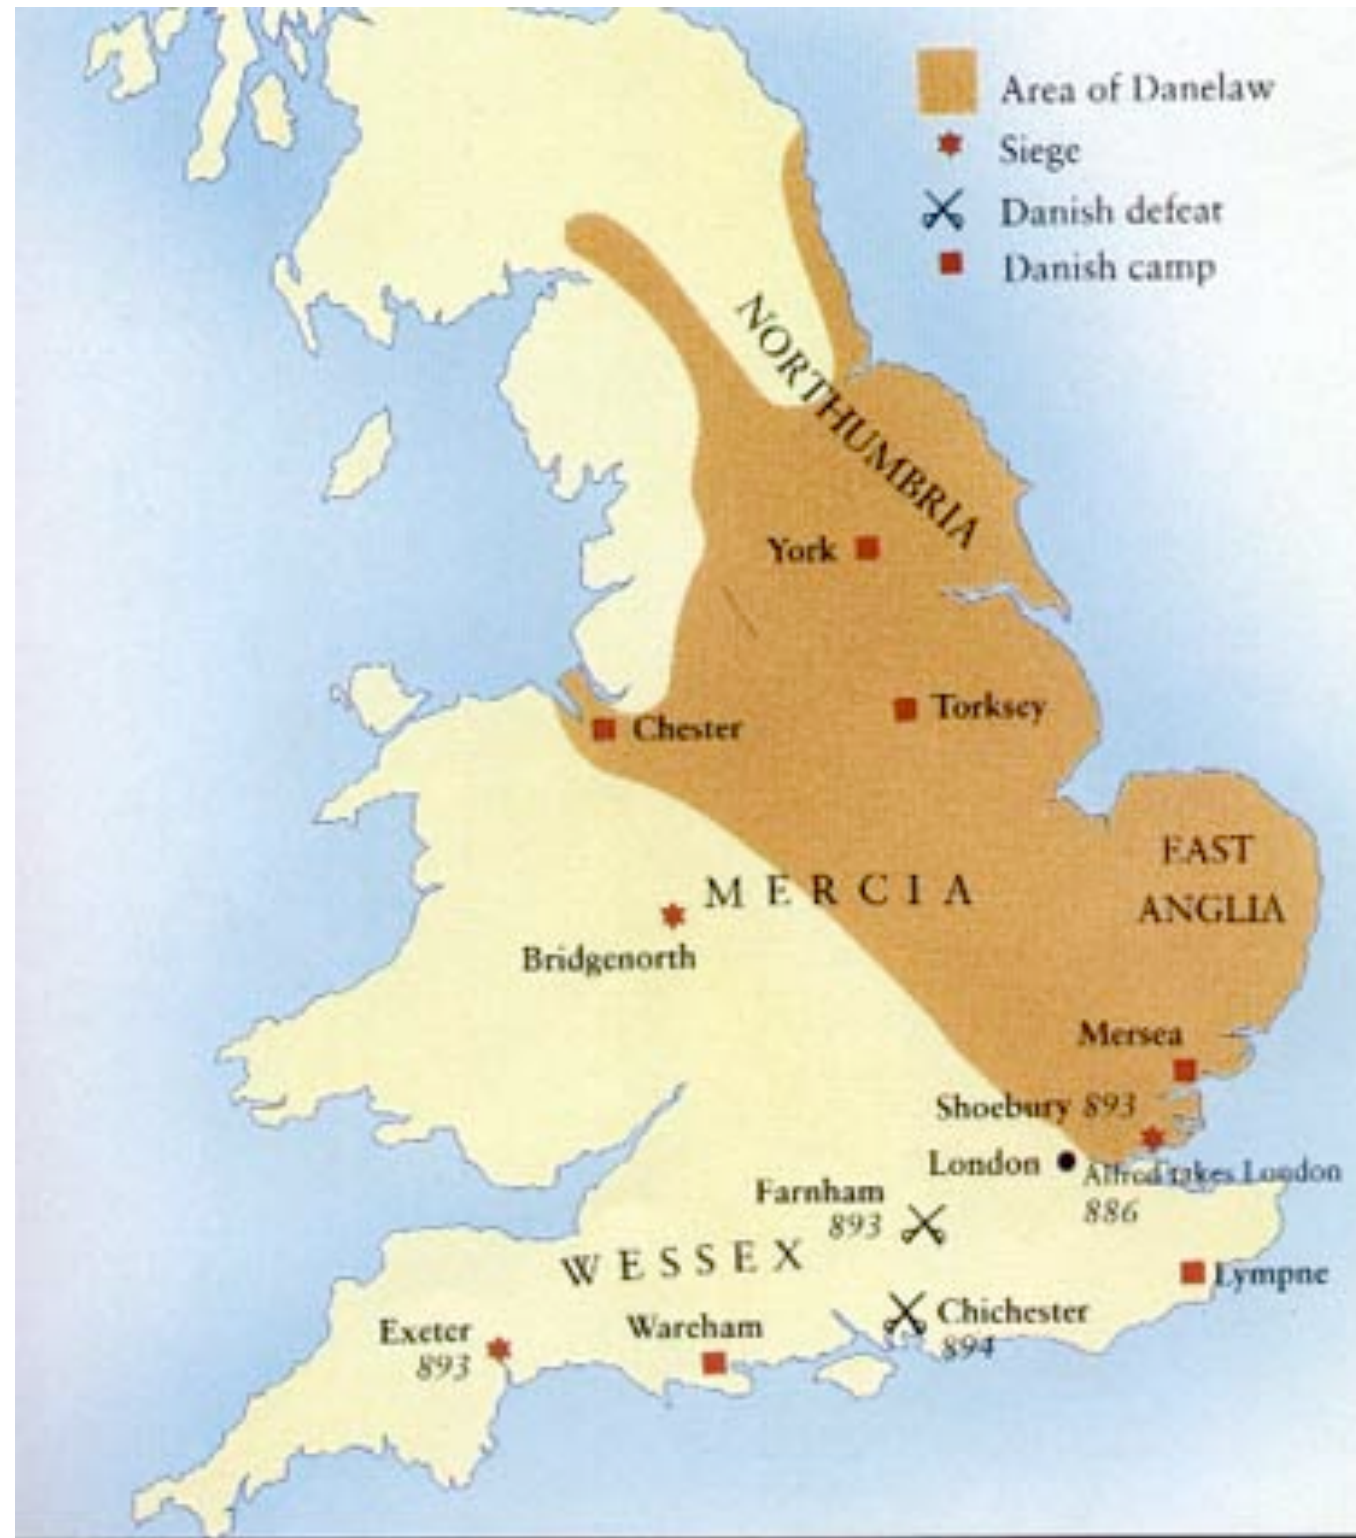 Area of Danelaw
Siege
Danish defeat
Danish camp
NORTHUMBRIA
York
Torksey
Chester
EAST
ANGLIA
MERCIA
Bridgenorth
Mersea
Shoebury 893
London
Alfred takes London
886
Farnham
893
WESSEX
Lympne
Chichester
894
Exeter
893
Wareham